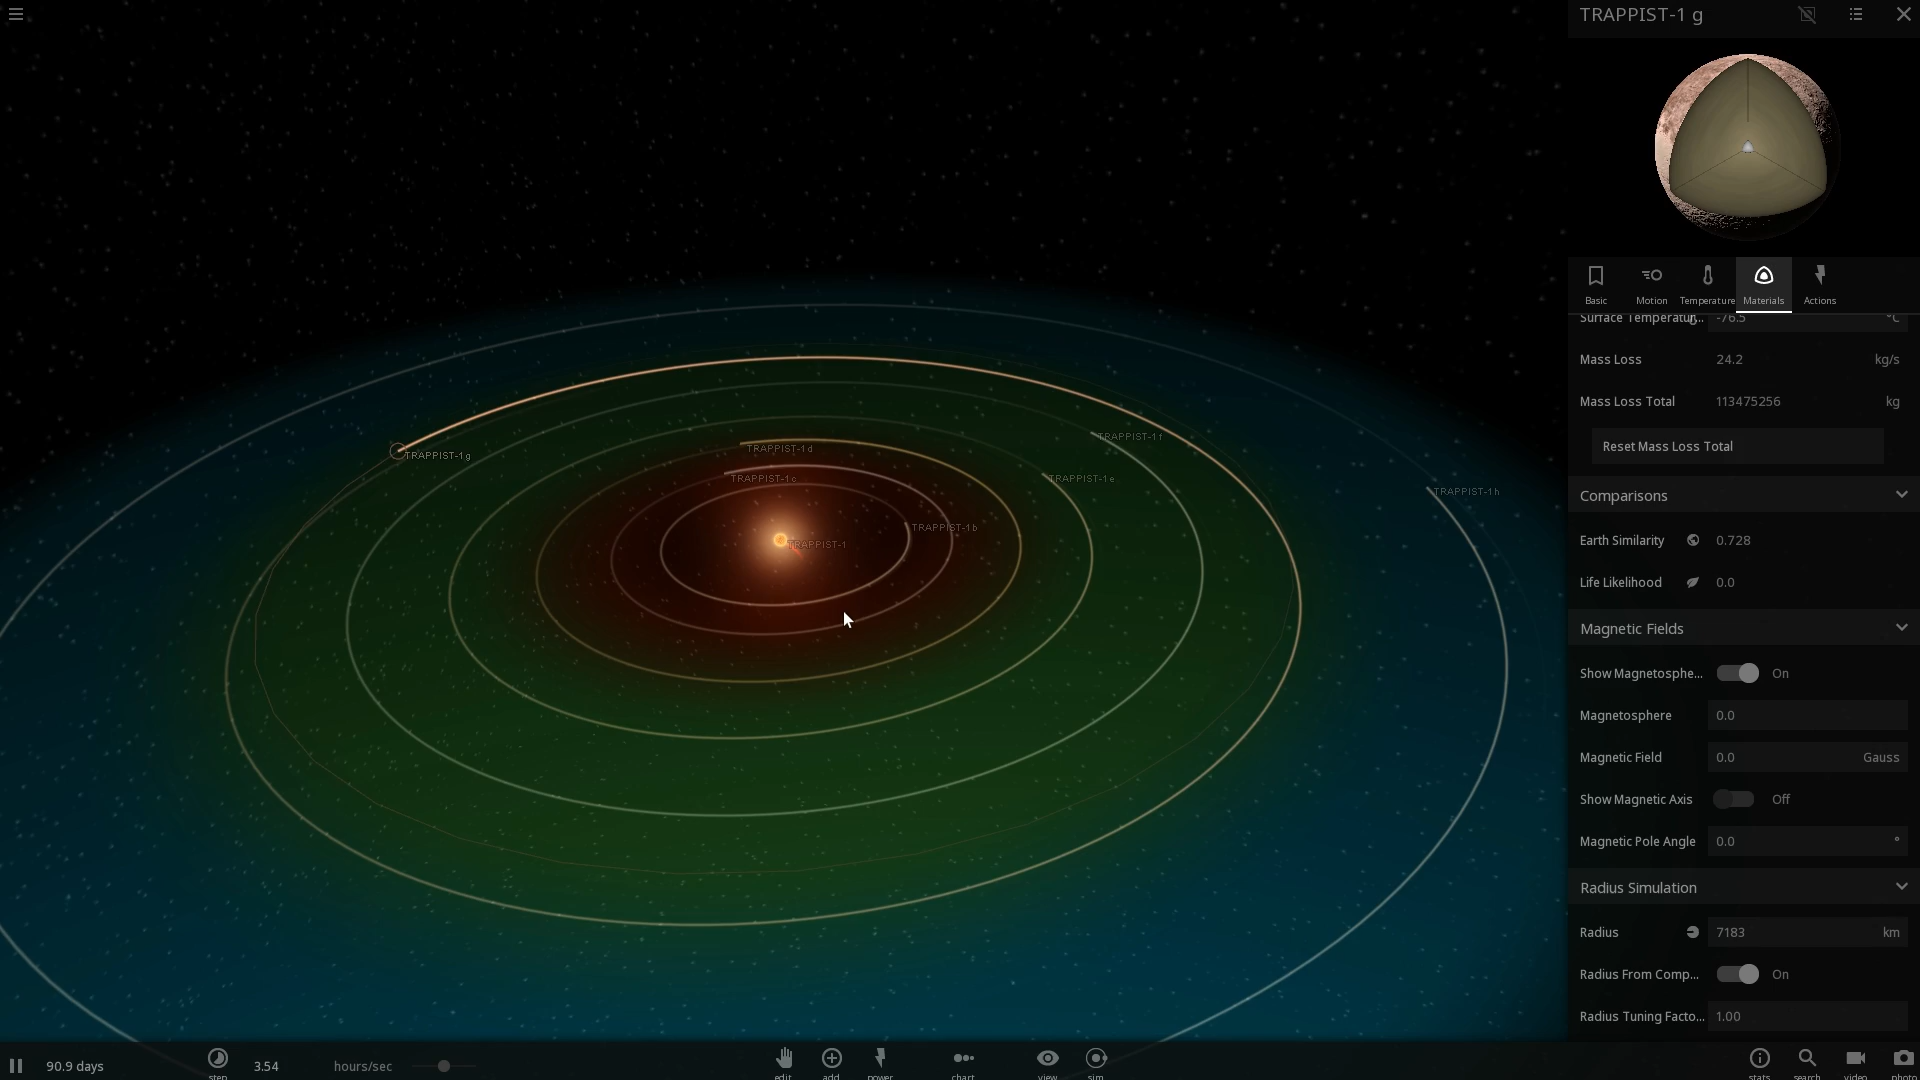 TRAPPIST-1 g
Basic
Motion
Temperature
Materials
Actions
Surface Temperatur... -76.5 °C
Mass Loss 24.2 kg/s
Mass Loss Total 113475256 kg
Reset Mass Loss Total
Comparisons
Earth Similarity 0.728
Life Likelihood 0.0
Magnetic Fields
Show Magnetosphe... On
Magnetosphere 0.0
Magnetic Field 0.0 Gauss
Show Magnetic Axis Off
Magnetic Pole Angle 0.0 °
Radius Simulation
Radius 7183 km
Radius From Comp... On
Radius Tuning Facto... 1.00
TRAPPIST-1 f
TRAPPIST-1 d
TRAPPIST-1 g
TRAPPIST-1 c
TRAPPIST-1 e
TRAPPIST-1 h
TRAPPIST-1 b
TRAPPIST-1
90.9 days
step
3.54 hours/sec
edit
add
power
chart
view
sim
stats
search
video
photo